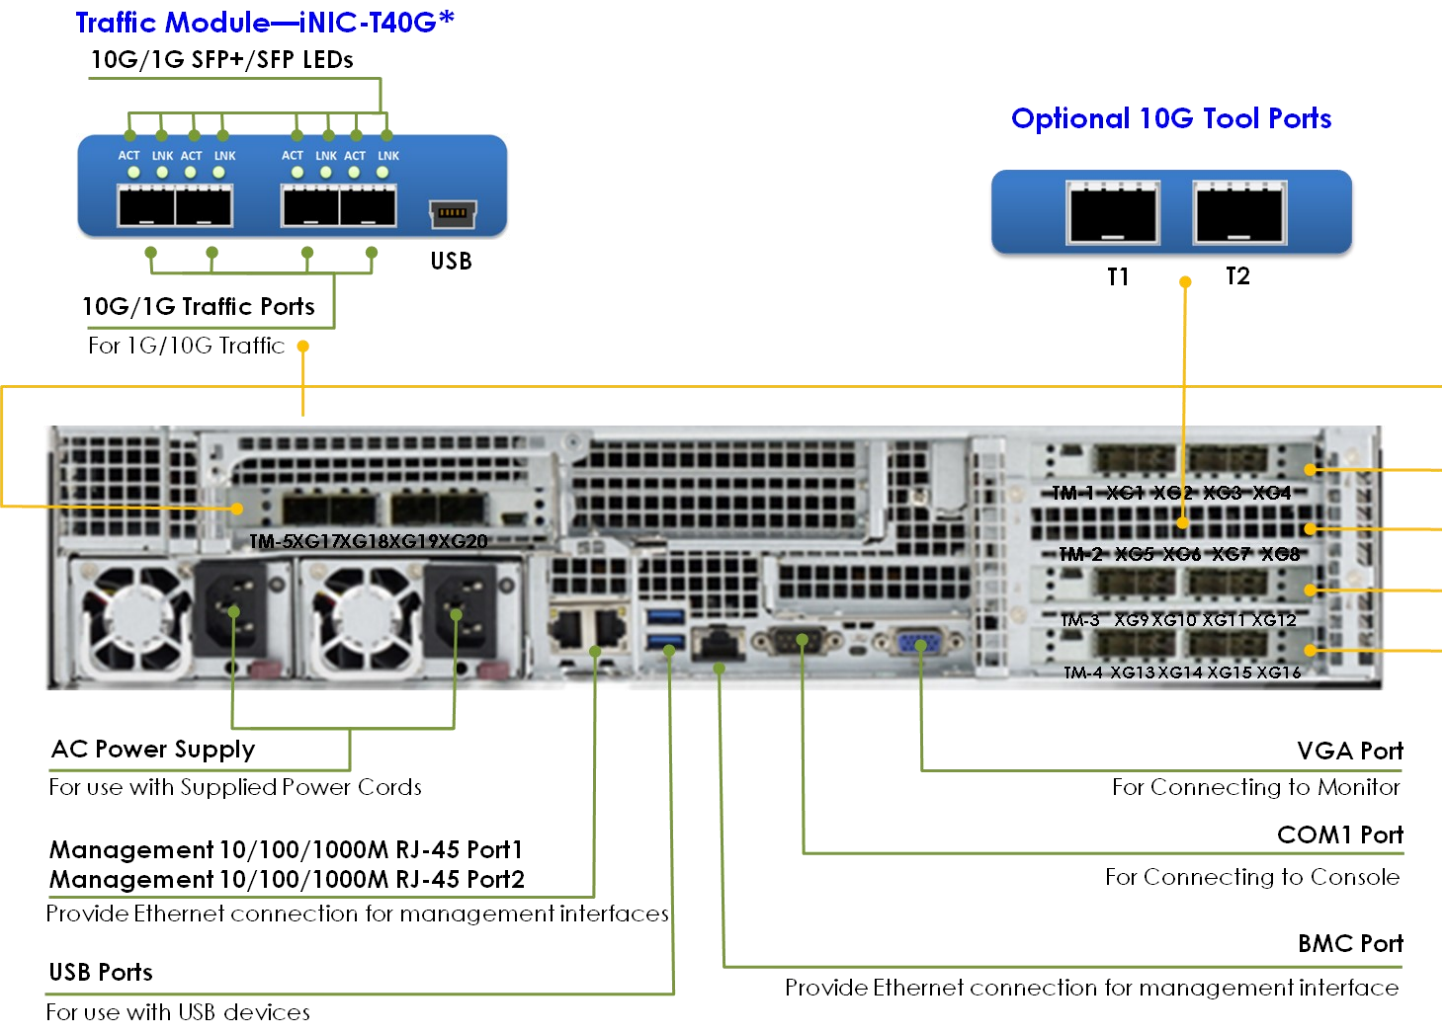 Traffic Module—iNIC-T40G*
10G/1G SFP+/SFP LEDs
ACT LNK ACT LNK ACT LNK ACT LNK
USB
10G/1G Traffic Ports
For 1G/10G Traffic
Optional 10G Tool Ports
T1 T2
TM-1 XG1 XG2 XG3 XG4
TM-5XG17XG18XG19XG20
TM-2 XG5 XG6 XG7 XG8
TM-3 XG9XG10 XG11 XG12
TM-4 XG13XG14 XG15 XG16
AC Power Supply
For use with Supplied Power Cords
Management 10/100/1000M RJ-45 Port1
Management 10/100/1000M RJ-45 Port2
Provide Ethernet connection for management interfaces
USB Ports
For use with USB devices
VGA Port
For Connecting to Monitor
COM1 Port
For Connecting to Console
BMC Port
Provide Ethernet connection for management interface